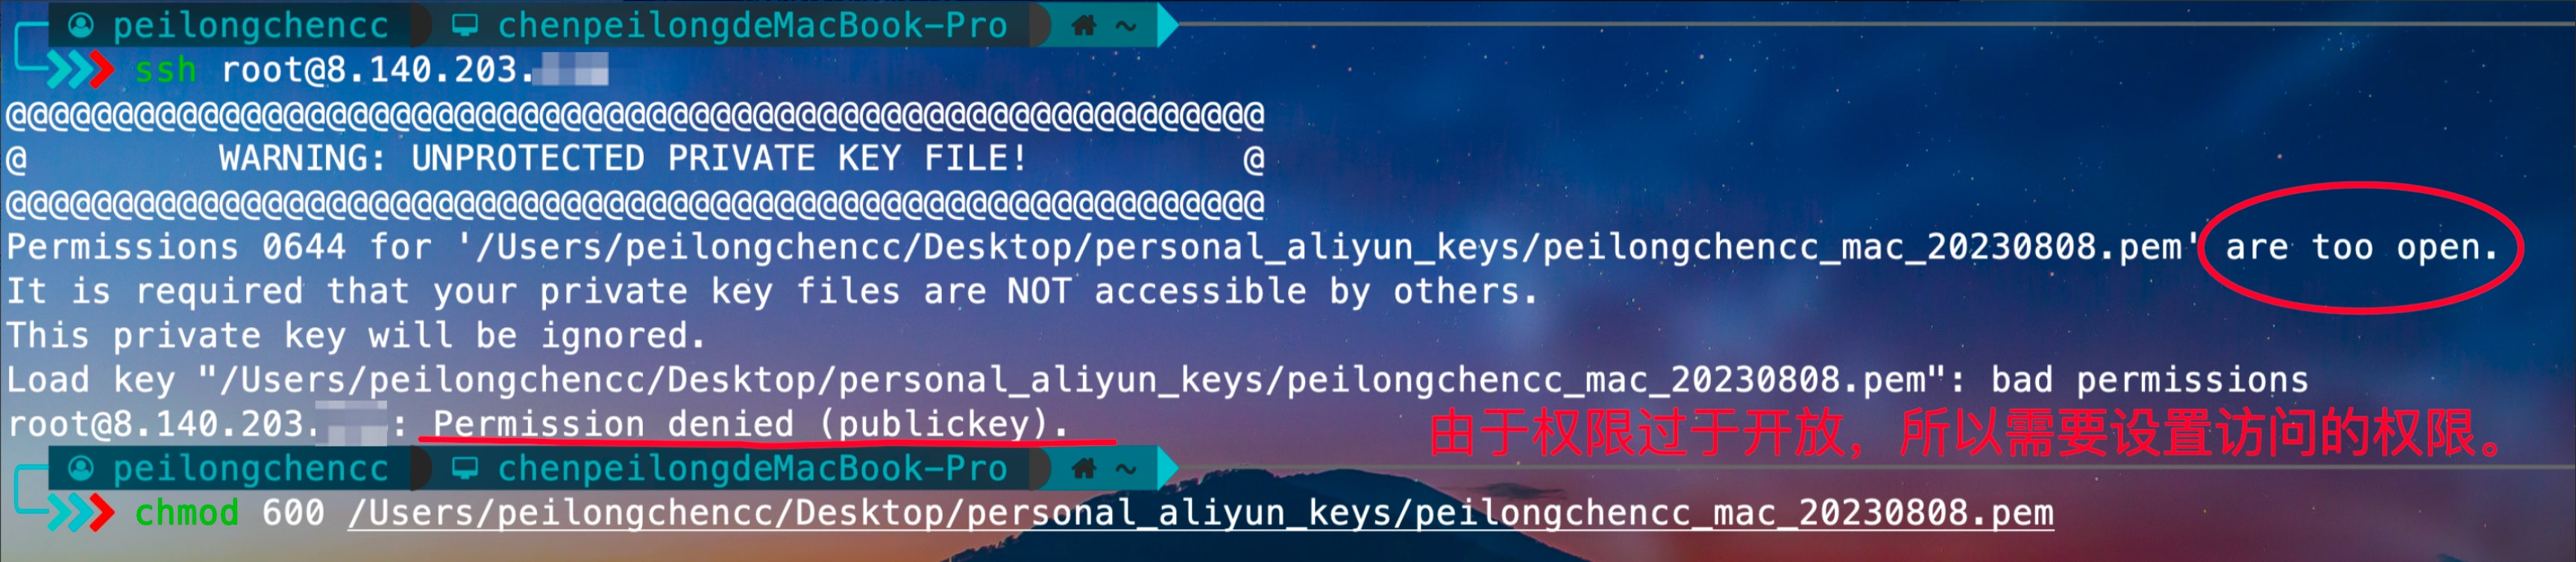 peilongchencc chenpeilongdeMacBook-Pro ~
ssh root@8.140.203.
@@@@@@@@@@@@@@@@@@@@@@@@@@@@@@@@@@@@@@@@@@@@@@@@@@@@@@@@@@@
@ WARNING: UNPROTECTED PRIVATE KEY FILE! @
@@@@@@@@@@@@@@@@@@@@@@@@@@@@@@@@@@@@@@@@@@@@@@@@@@@@@@@@@@@
Permissions 0644 for '/Users/peilongchencc/Desktop/personal_aliyun_keys/peilongchencc_mac_20230808.pem' are too open.
It is required that your private key files are NOT accessible by others.
This private key will be ignored.
Load key "/Users/peilongchencc/Desktop/personal_aliyun_keys/peilongchencc_mac_20230808.pem": bad permissions
root@8.140.203. : Permission denied (publickey).
由于权限过于开放，所以需要设置访问的权限。
peilongchencc chenpeilongdeMacBook-Pro ~
chmod 600 /Users/peilongchencc/Desktop/personal_aliyun_keys/peilongchencc_mac_20230808.pem